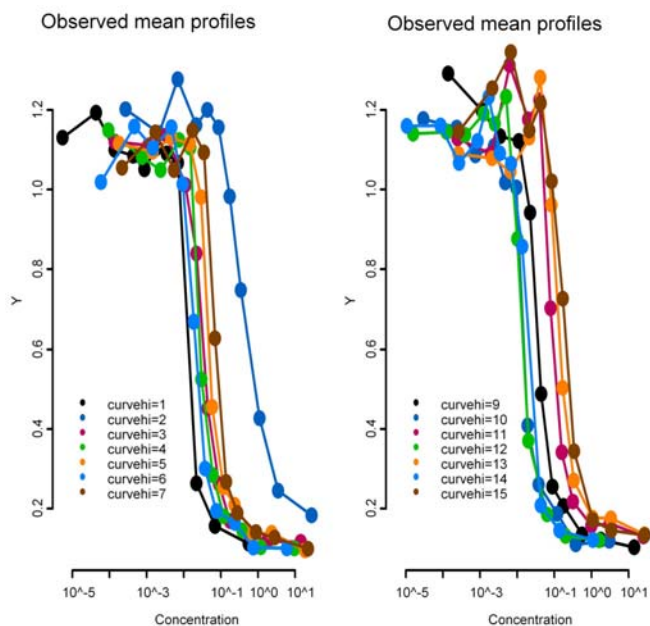 Observed mean profiles
Y
1.2
1.0
0.8
0.6
0.4
0.2
curvehi=1
curvehi=2
curvehi=3
curvehi=4
curvehi=5
curvehi=6
curvehi=7
10^-5 10^-3 10^-1 10^0 10^1
Concentration
Observed mean profiles
Y
1.2
1.0
0.8
0.6
0.4
0.2
curvehi=9
curvehi=10
curvehi=11
curvehi=12
curvehi=13
curvehi=14
curvehi=15
10^-5 10^-3 10^-1 10^0 10^1
Concentration